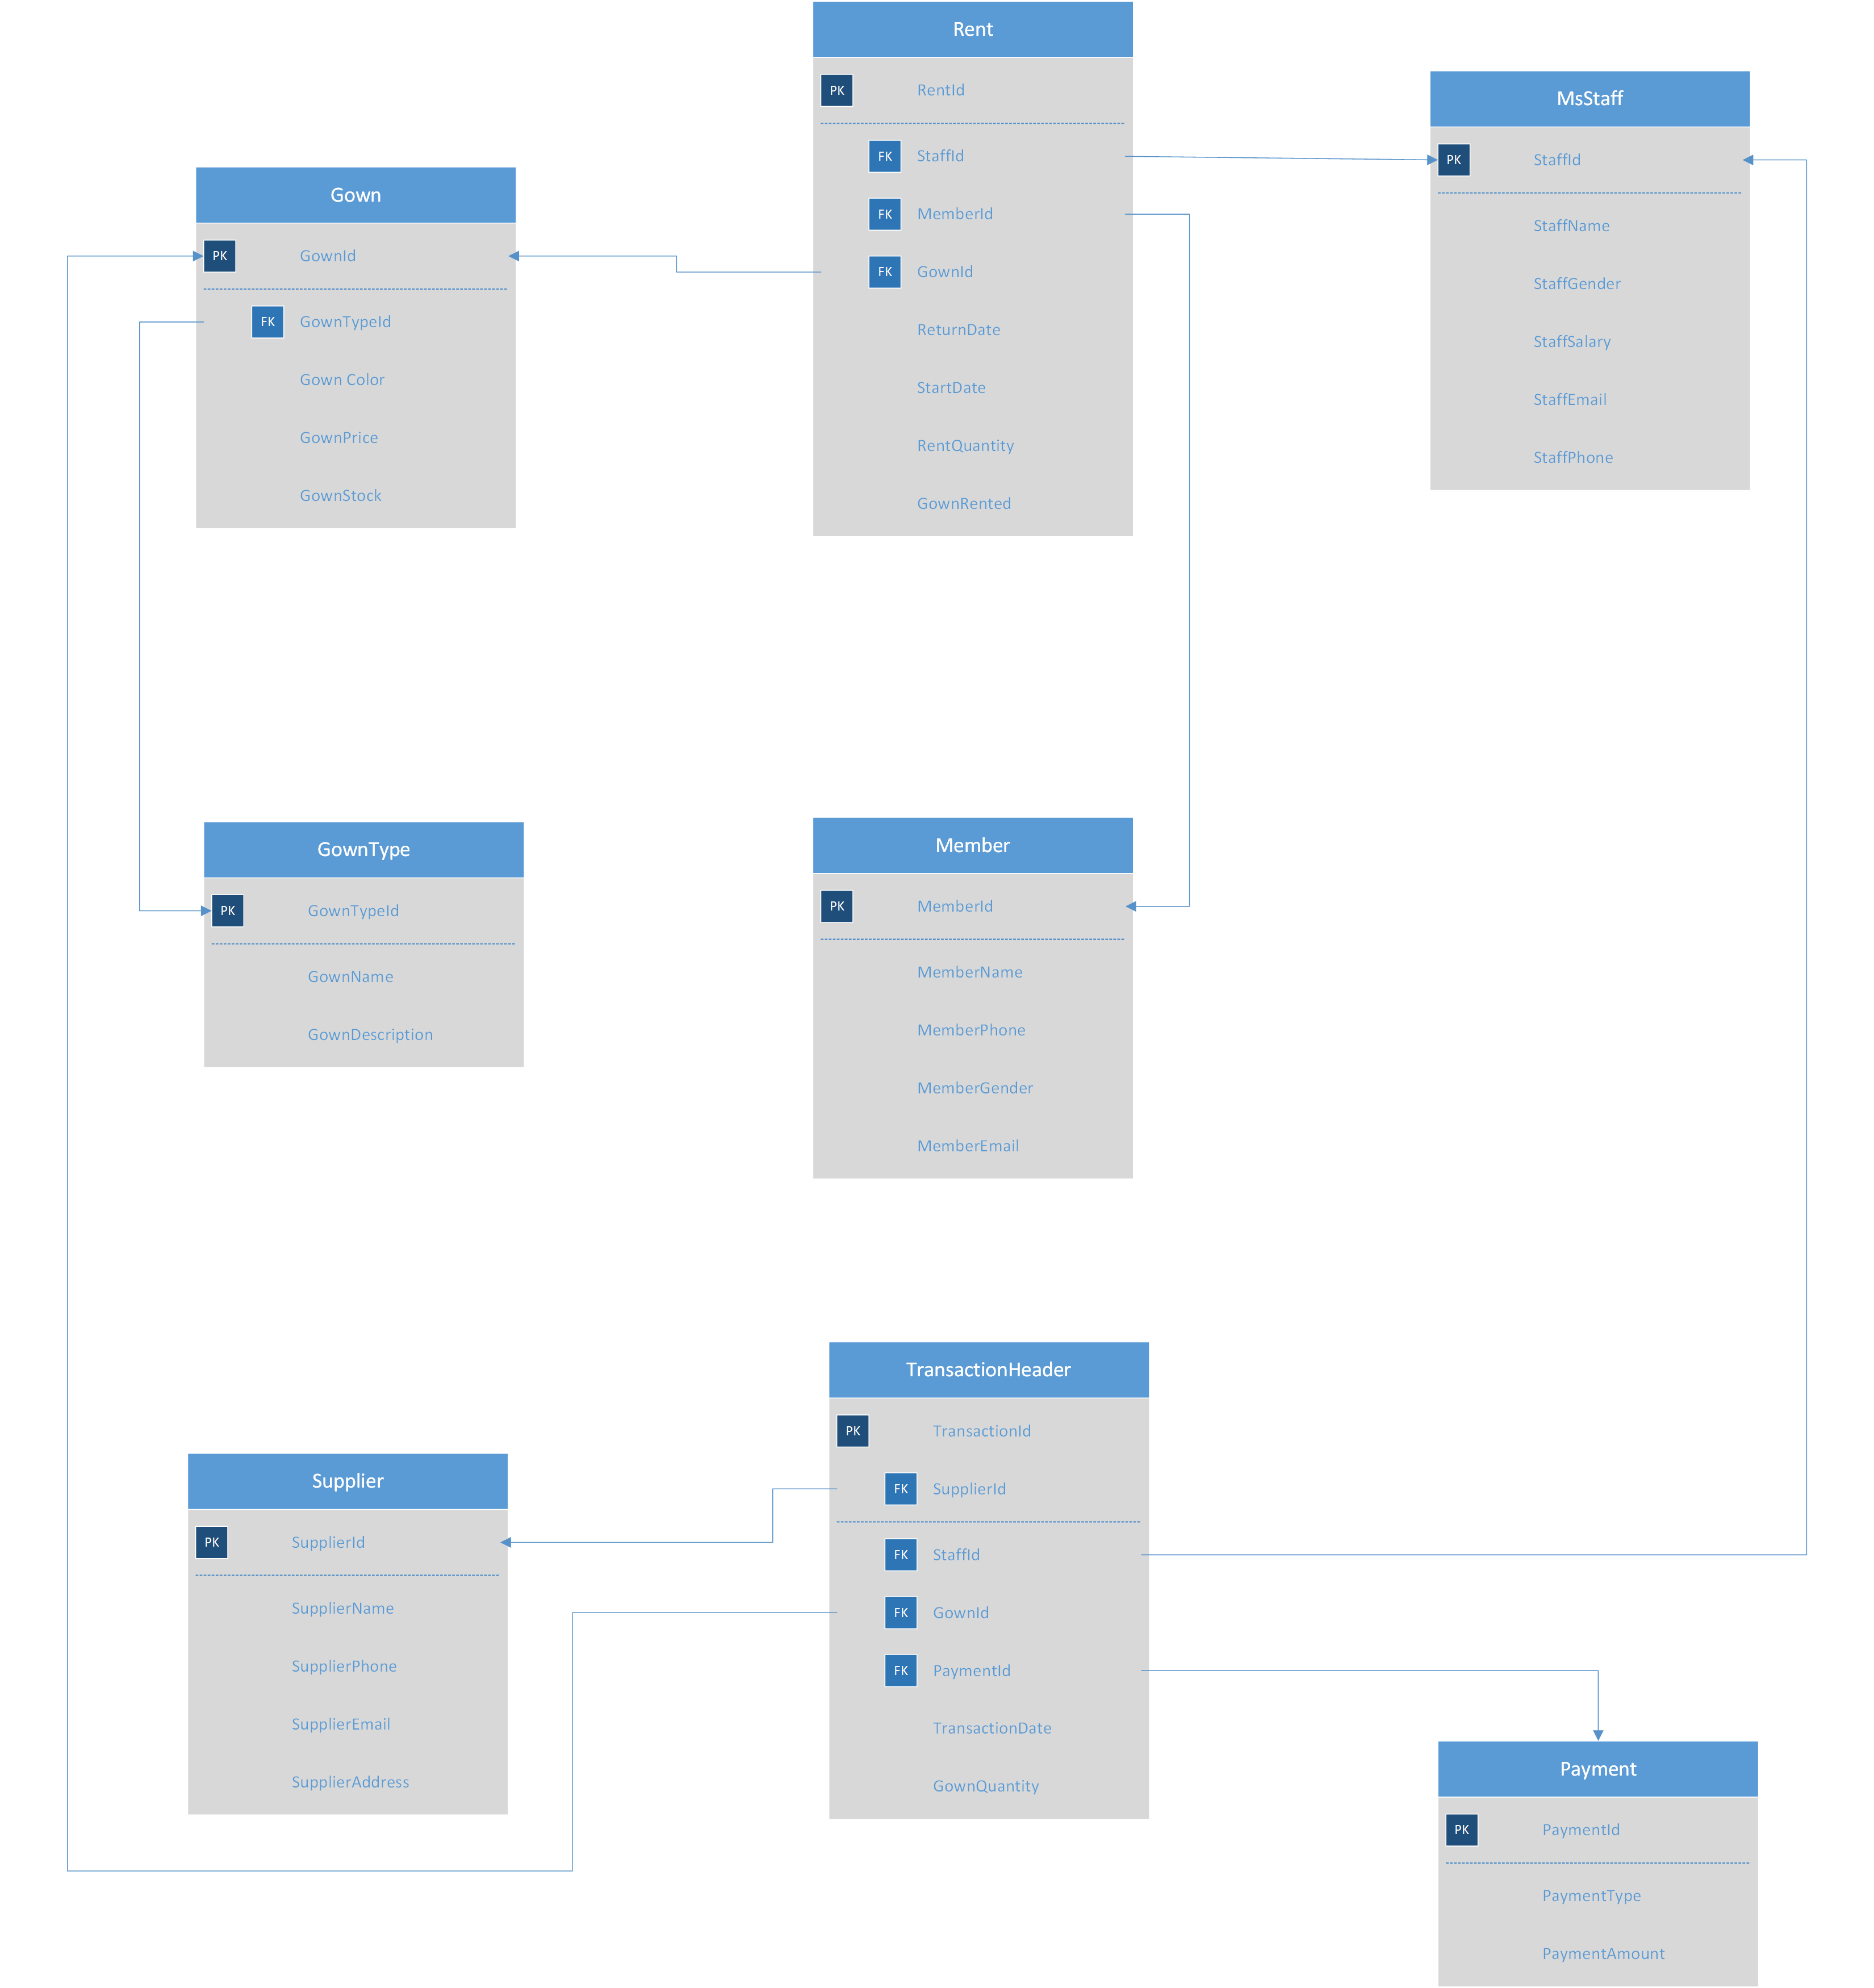 Rent
PK RentId
FK StaffId
FK MemberId
FK GownId
ReturnDate
StartDate
RentQuantity
GownRented
MsStaff
PK StaffId
StaffName
StaffGender
StaffSalary
StaffEmail
StaffPhone
Gown
PK GownId
FK GownTypeId
Gown Color
GownPrice
GownStock
GownType
PK GownTypeId
GownName
GownDescription
Member
PK MemberId
MemberName
MemberPhone
MemberGender
MemberEmail
TransactionHeader
PK TransactionId
FK SupplierId
FK StaffId
FK GownId
FK PaymentId
TransactionDate
GownQuantity
Supplier
PK SupplierId
SupplierName
SupplierPhone
SupplierEmail
SupplierAddress
Payment
PK PaymentId
PaymentType
PaymentAmount